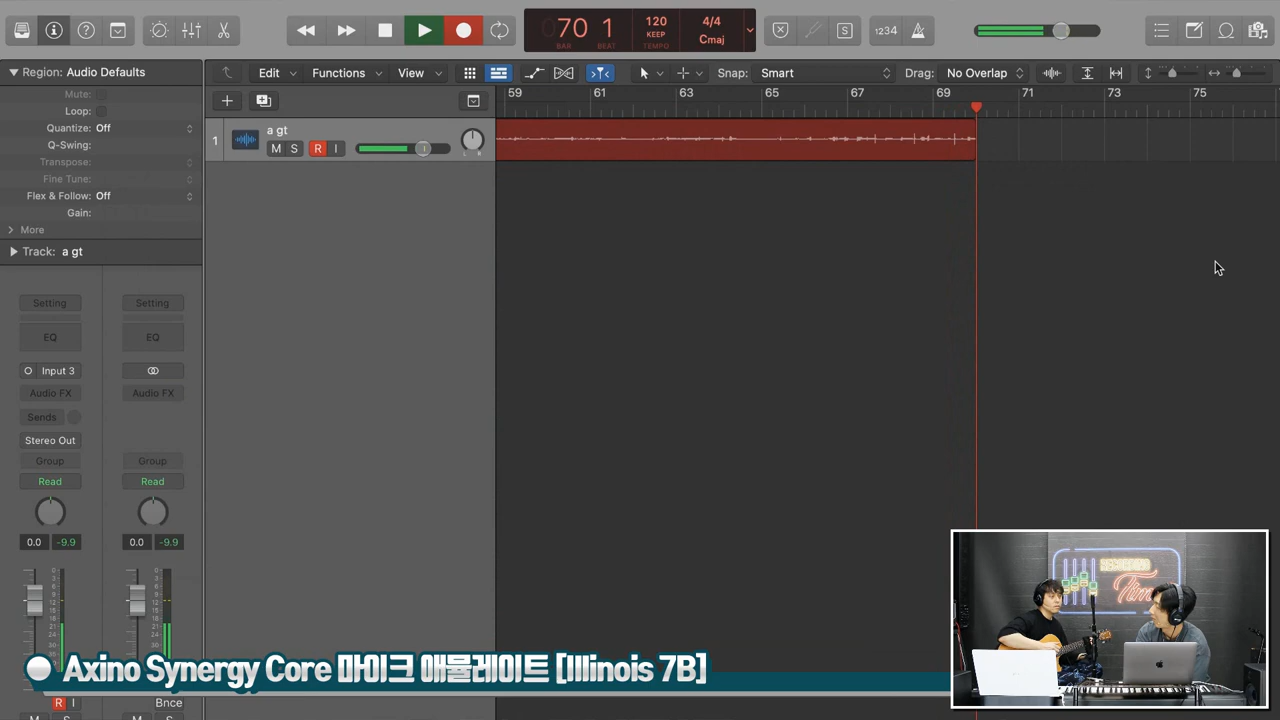 70 1
BAR BEAT
120
KEEP
TEMPO
4/4
Cmaj
S
1234
Region: Audio Defaults
Mute:
Loop:
Quantize: Off
Q-Swing:
Transpose:
Fine Tune:
Flex & Follow: Off
Gain:
More
Track: a gt
Edit Functions View
Snap: Smart
Drag: No Overlap
59 61 63 65 67 69 71 73 75
1
a gt
M S R I
L R
Setting Setting
EQ EQ
Input 3
Audio FX Audio FX
Sends
Stereo Out
Group Group
Read Read
0.0 -9.9 0.0 -9.9
Axino Synergy Core 마이크 애뮬레이트 [Illinois 7B]
R I
Bnce
M S M
RECORDING
Time